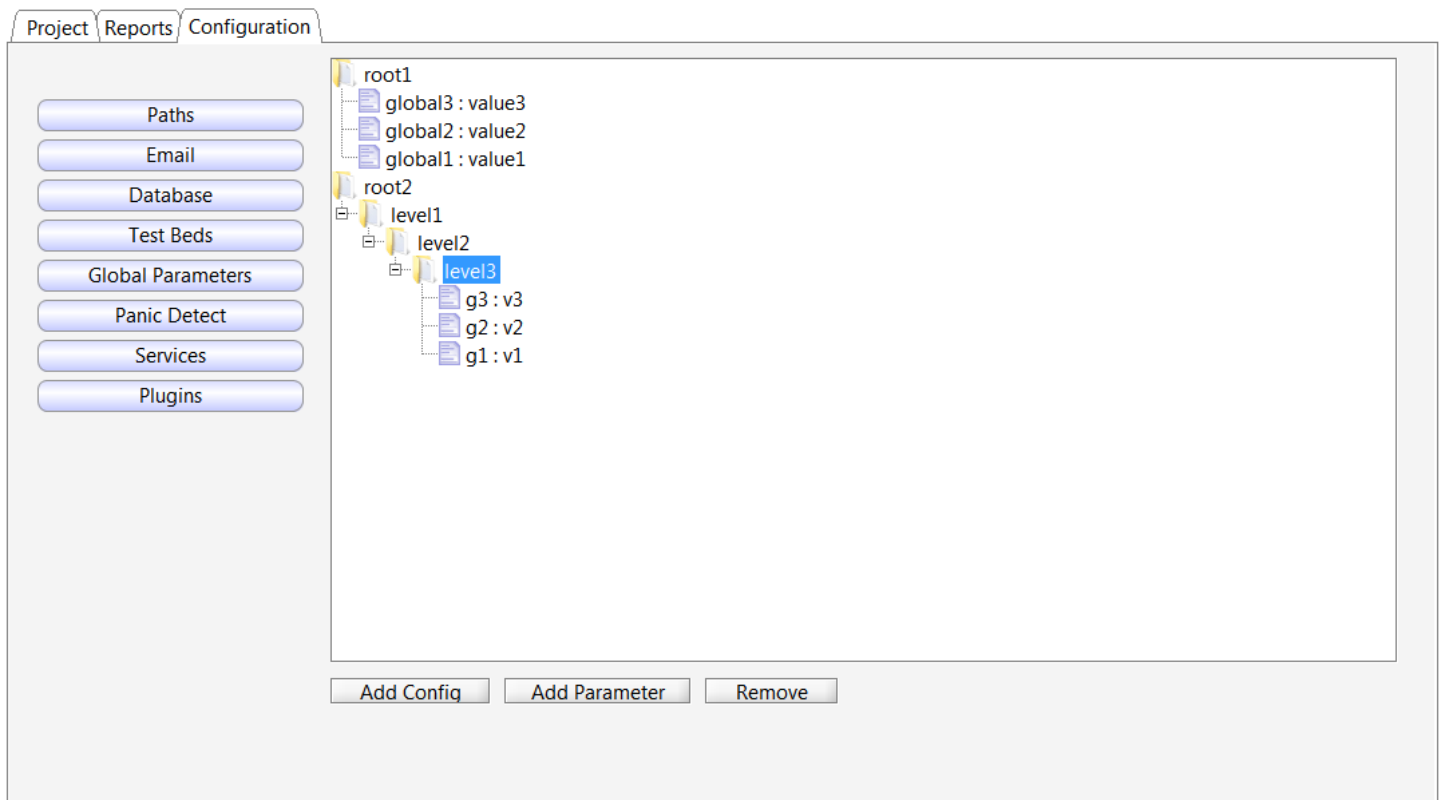 Project Reports Configuration
Paths
Email
Database
Test Beds
Global Parameters
Panic Detect
Services
Plugins
root1
global3 : value3
global2 : value2
global1 : value1
root2
level1
level2
level3
g3 : v3
g2 : v2
g1 : v1
Add Config Add Parameter Remove